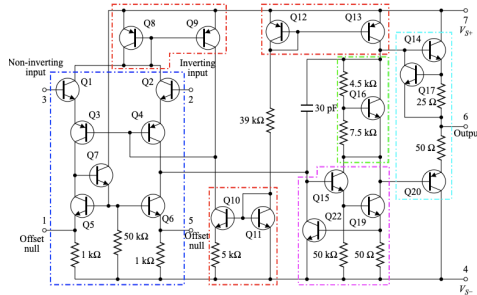 Q8
Q9
Q12
Q13
Q14
7
VS+
Non-inverting
input
Inverting
input
Q1
Q2
3
2
Q16
4.5 kΩ
7.5 kΩ
Q17
25 Ω
30 pF
39 kΩ
6
Output
50 Ω
Q3
Q4
Q7
Q15
Q20
Q5
Q6
Q10
Q11
Q22
Q19
1
Offset
null
5
Offset
null
1 kΩ
50 kΩ
1 kΩ
5 kΩ
50 kΩ
50 Ω
4
VS−